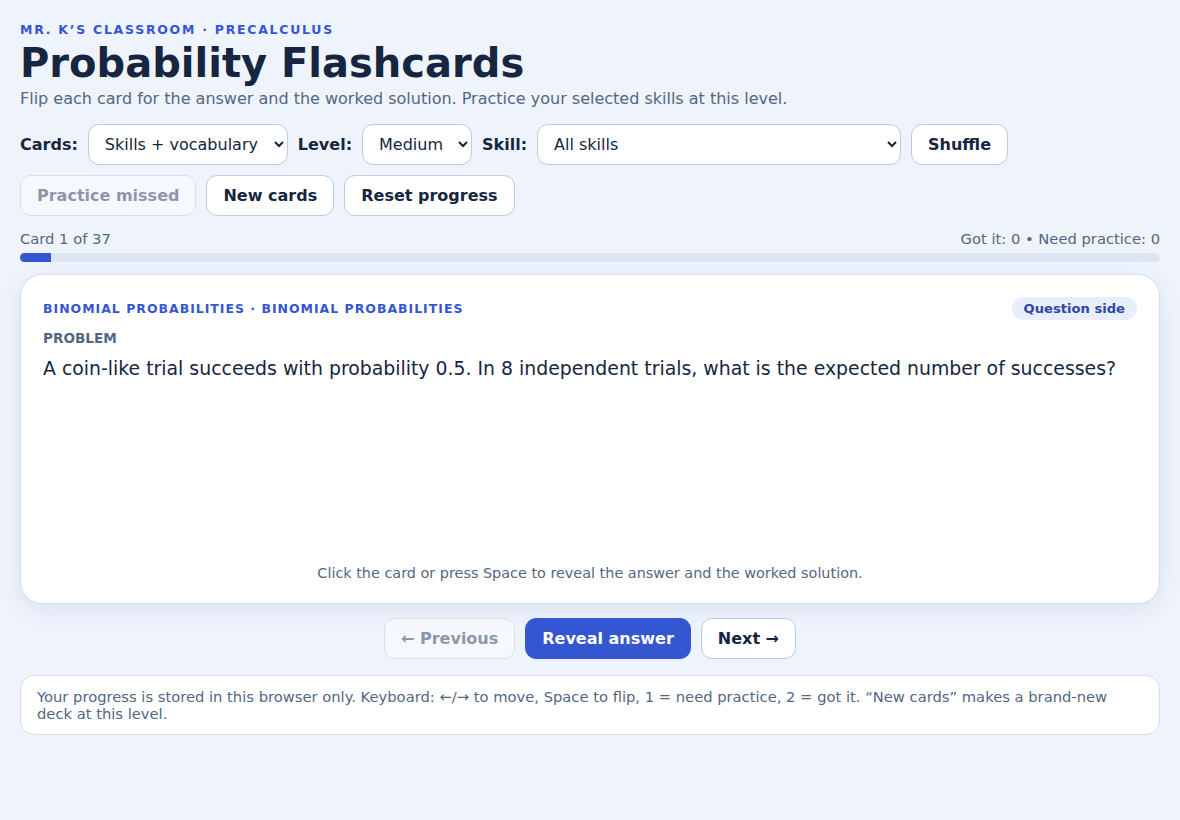 MR. K’S CLASSROOM · PRECALCULUS
Probability Flashcards
Flip each card for the answer and the worked solution. Practice your selected skills at this level.
Cards: Skills + vocabulary Level: Medium Skill: All skills Shuffle
Practice missed New cards Reset progress
Card 1 of 37 Got it: 0 • Need practice: 0
BINOMIAL PROBABILITIES · BINOMIAL PROBABILITIES Question side
PROBLEM
A coin-like trial succeeds with probability 0.5. In 8 independent trials, what is the expected number of successes?
Click the card or press Space to reveal the answer and the worked solution.
← Previous Reveal answer Next →
Your progress is stored in this browser only. Keyboard: ←/→ to move, Space to flip, 1 = need practice, 2 = got it. “New cards” makes a brand-new
deck at this level.